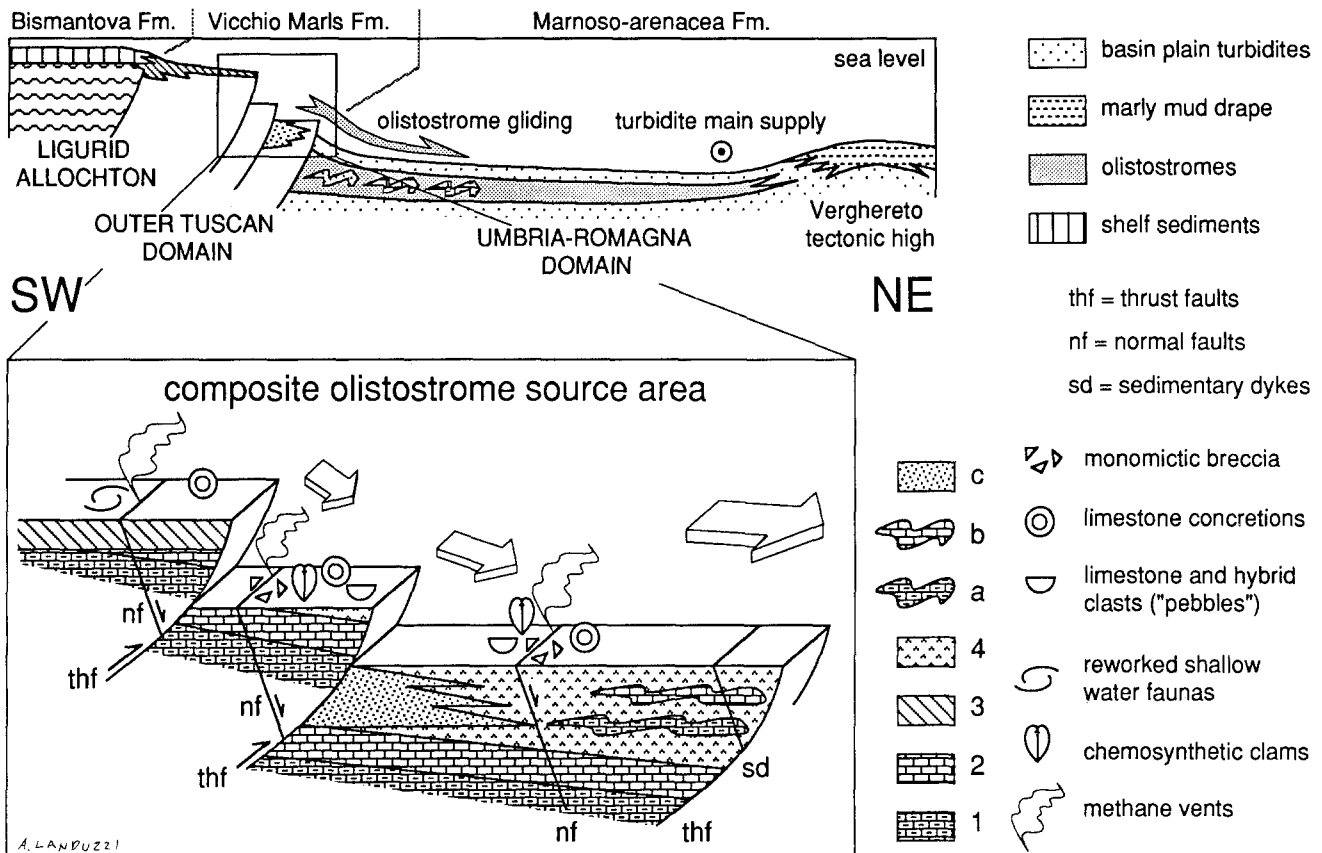 Bismantova Fm. Vicchio Marls Fm. Marnoso-arenacea Fm.
sea level
olistostrome gliding
turbidite main supply
LIGURID
ALLOCHTON
OUTER TUSCAN
DOMAIN
UMBRIA-ROMAGNA
DOMAIN
Verghereto
tectonic high
SW
NE
basin plain turbidites
marly mud drape
olistostromes
shelf sediments
thf = thrust faults
nf = normal faults
sd = sedimentary dykes
composite olistostrome source area
nf
thf
nf
thf
sd
nf
thf
A. LANDUZZI
c
b
a
4
3
2
1
monomictic breccia
limestone concretions
limestone and hybrid
clasts ("pebbles")
reworked shallow
water faunas
chemosynthetic clams
methane vents